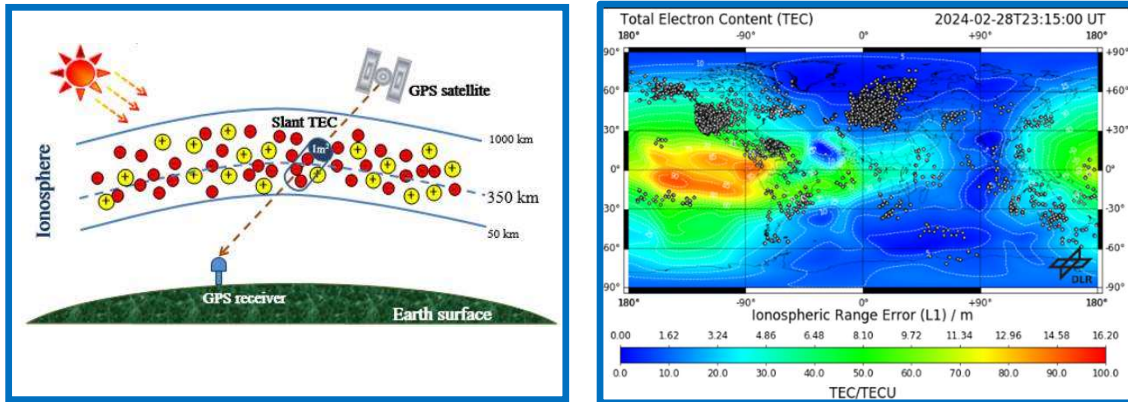 GPS satellite
Slant TEC
1m²
1000 km
350 km
50 km
Ionosphere
GPS receiver
Earth surface
Total Electron Content (TEC) 2024-02-28T23:15:00 UT
180° -90° 0° +90° 180°
+90° +90°
+60° +60°
+30° +30°
0° 0°
-30° -30°
-60° -60°
-90° -90°
DLR
180° -90° 0° +90° 180°
Ionospheric Range Error (L1) / m
0.00 1.62 3.24 4.86 6.48 8.10 9.72 11.34 12.96 14.58 16.20
0.0 10.0 20.0 30.0 40.0 50.0 60.0 70.0 80.0 90.0 100.0
TEC/TECU